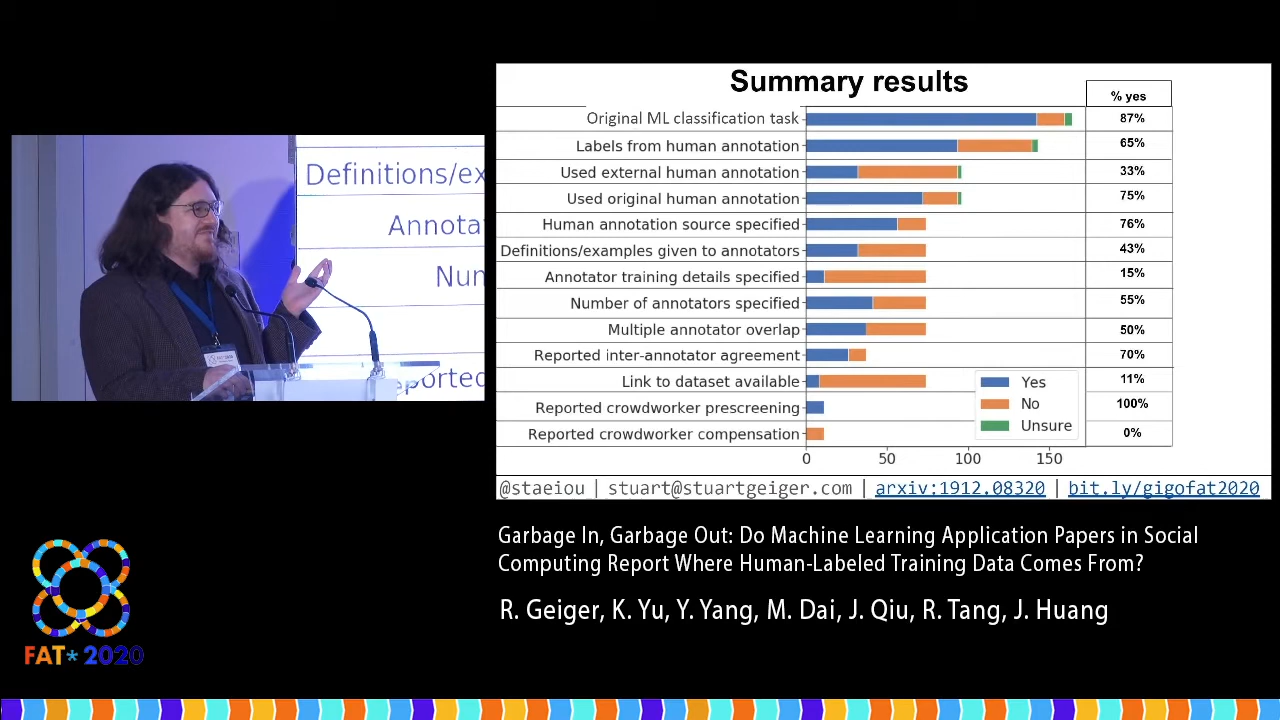 Definitions/ex
Annota
Num
ported
Summary results
% yes
Original ML classification task 87%
Labels from human annotation 65%
Used external human annotation 33%
Used original human annotation 75%
Human annotation source specified 76%
Definitions/examples given to annotators 43%
Annotator training details specified 15%
Number of annotators specified 55%
Multiple annotator overlap 50%
Reported inter-annotator agreement 70%
Link to dataset available 11%
Reported crowdworker prescreening 100%
Reported crowdworker compensation 0%
Yes
No
Unsure
0 50 100 150
@staeiou | stuart@stuartgeiger.com | arxiv:1912.08320 | bit.ly/gigofat2020
Garbage In, Garbage Out: Do Machine Learning Application Papers in Social
Computing Report Where Human-Labeled Training Data Comes From?
R. Geiger, K. Yu, Y. Yang, M. Dai, J. Qiu, R. Tang, J. Huang
FAT* 2020